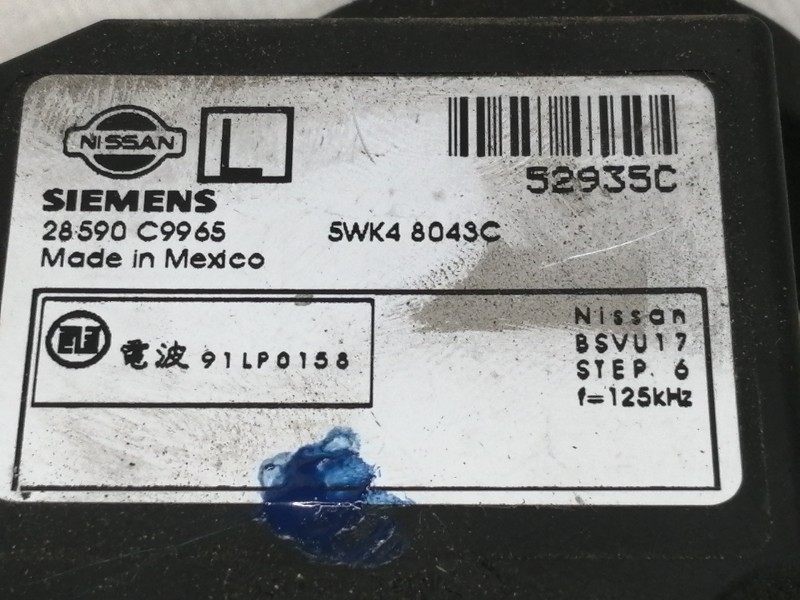 NISSAN L
52935C
SIEMENS
28590 C9965 5WK4 8043C
Made in Mexico
電波 91LP0158
Nissan
BSVU17
STEP. 6
f=125kHz